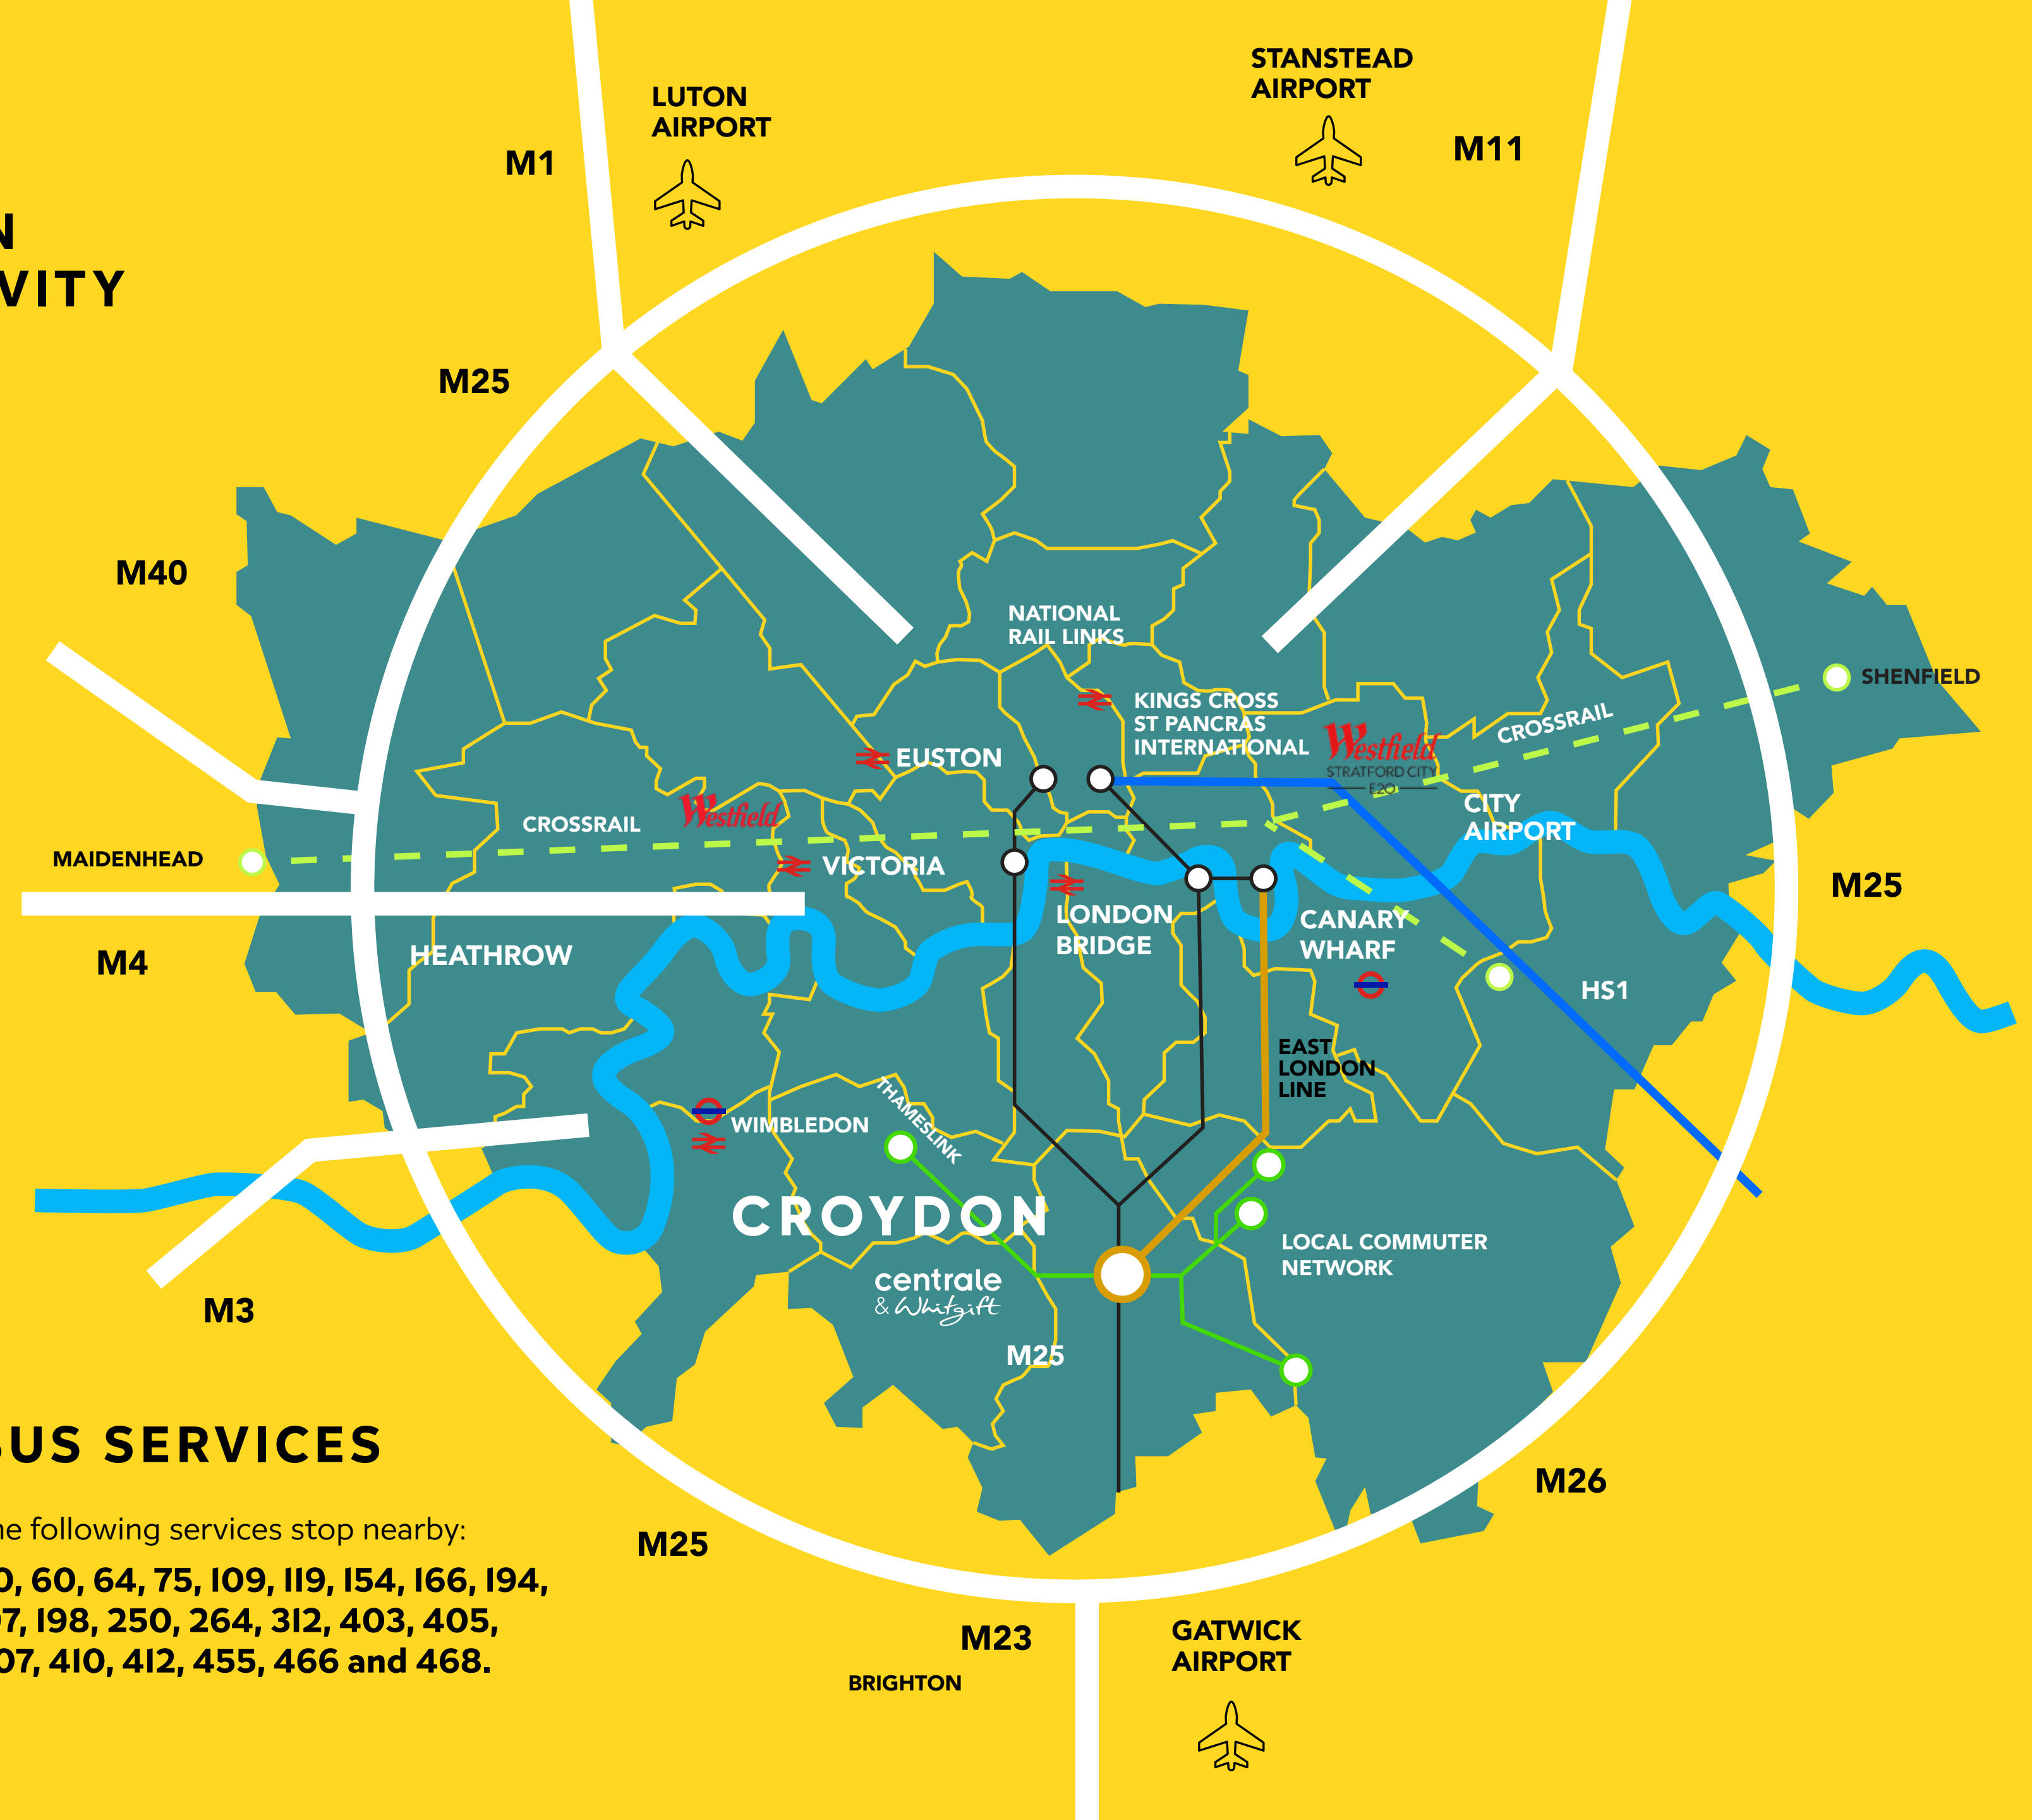 STANSTEAD
AIRPORT
LUTON
AIRPORT
M11
M1
N
VITY
M25
M40
NATIONAL
RAIL LINKS
SHENFIELD
KINGS CROSS
ST PANCRAS
INTERNATIONAL
CROSSRAIL
Westfield
STRATFORD CITY
E20
EUSTON
Westfield
CITY
AIRPORT
CROSSRAIL
MAIDENHEAD
VICTORIA
M25
LONDON
BRIDGE
CANARY
WHARF
HEATHROW
M4
HS1
EAST
LONDON
LINE
THAMESLINK
WIMBLEDON
CROYDON
LOCAL COMMUTER
NETWORK
centrale
& Whitgift
M3
M25
BUS SERVICES
M26
he following services stop nearby:
M25
0, 60, 64, 75, 109, 119, 154, 166, 194,
97, 198, 250, 264, 312, 403, 405,
07, 410, 412, 455, 466 and 468.
M23
GATWICK
AIRPORT
BRIGHTON